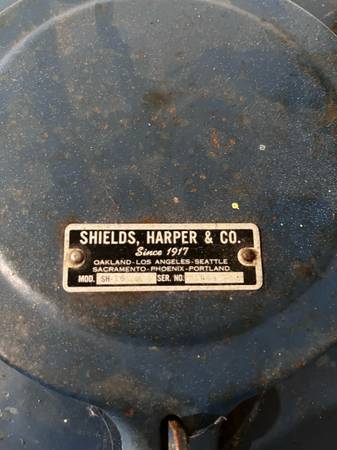 SHIELDS, HARPER & CO.
Since 1917
OAKLAND-LOS ANGELES-SEATTLE
SACRAMENTO-PHOENIX-PORTLAND
MOD. SER. NO.